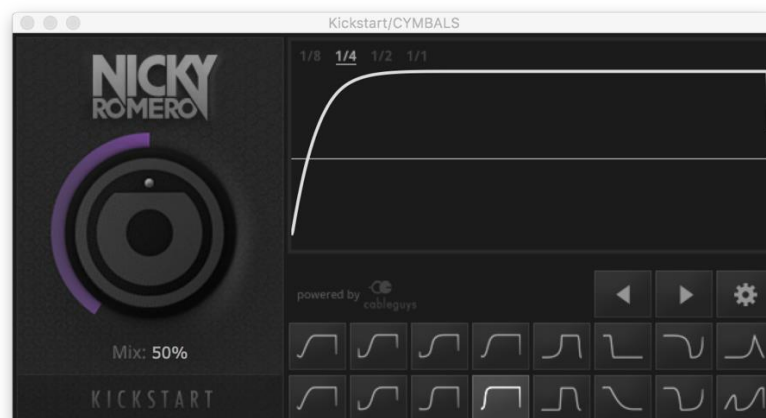 Kickstart/CYMBALS
NICKY
ROMERO
1/8 1/4 1/2 1/1
powered by cableguys
Mix: 50%
KICKSTART